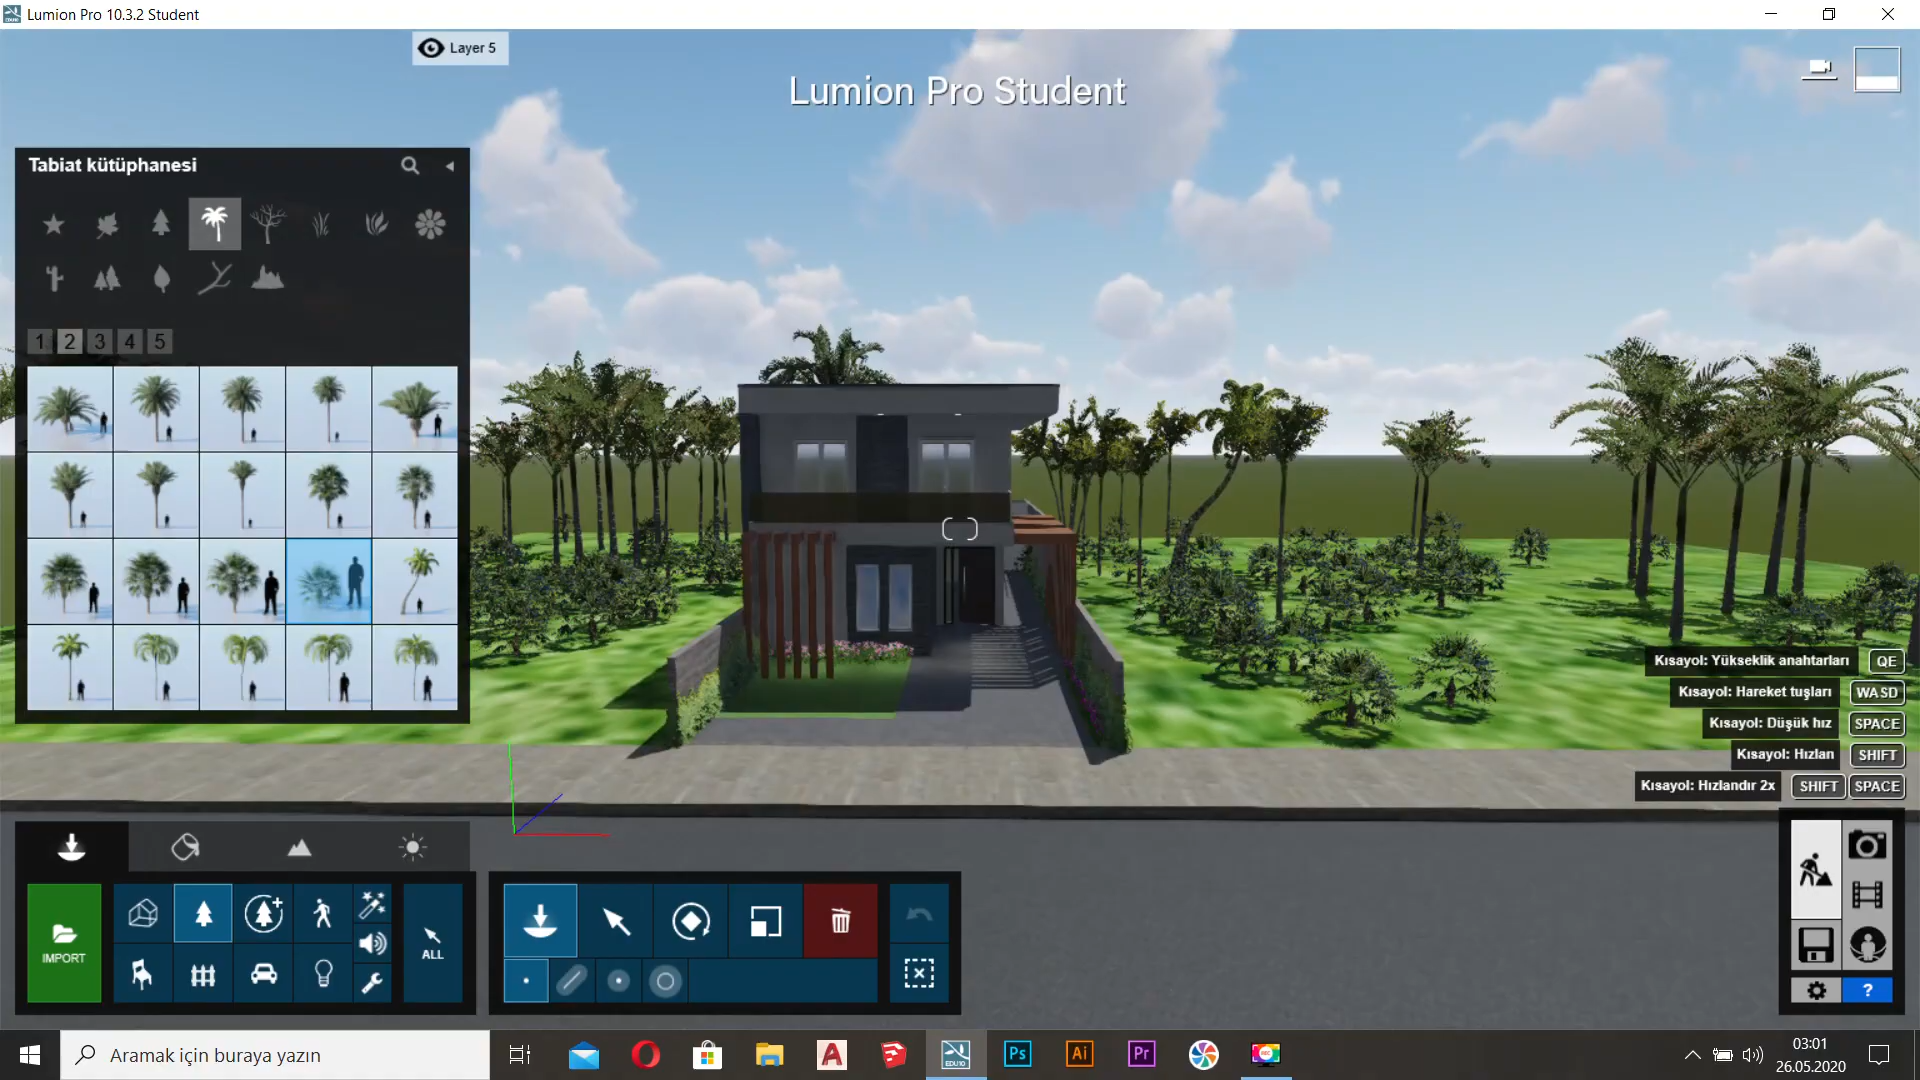 Lumion Pro 10.3.2 Student
Layer 5
Lumion Pro Student
Tabiat kütüphanesi
1 2 3 4 5
Kısayol: Yükseklik anahtarları QE
Kısayol: Hareket tuşları WASD
Kısayol: Düşük hız SPACE
Kısayol: Hızlan SHIFT
Kısayol: Hızlandır 2x SHIFT SPACE
IMPORT
ALL
?
Aramak için buraya yazın
EDU10
Ps
Ai
Pr
REC
03:01
26.05.2020